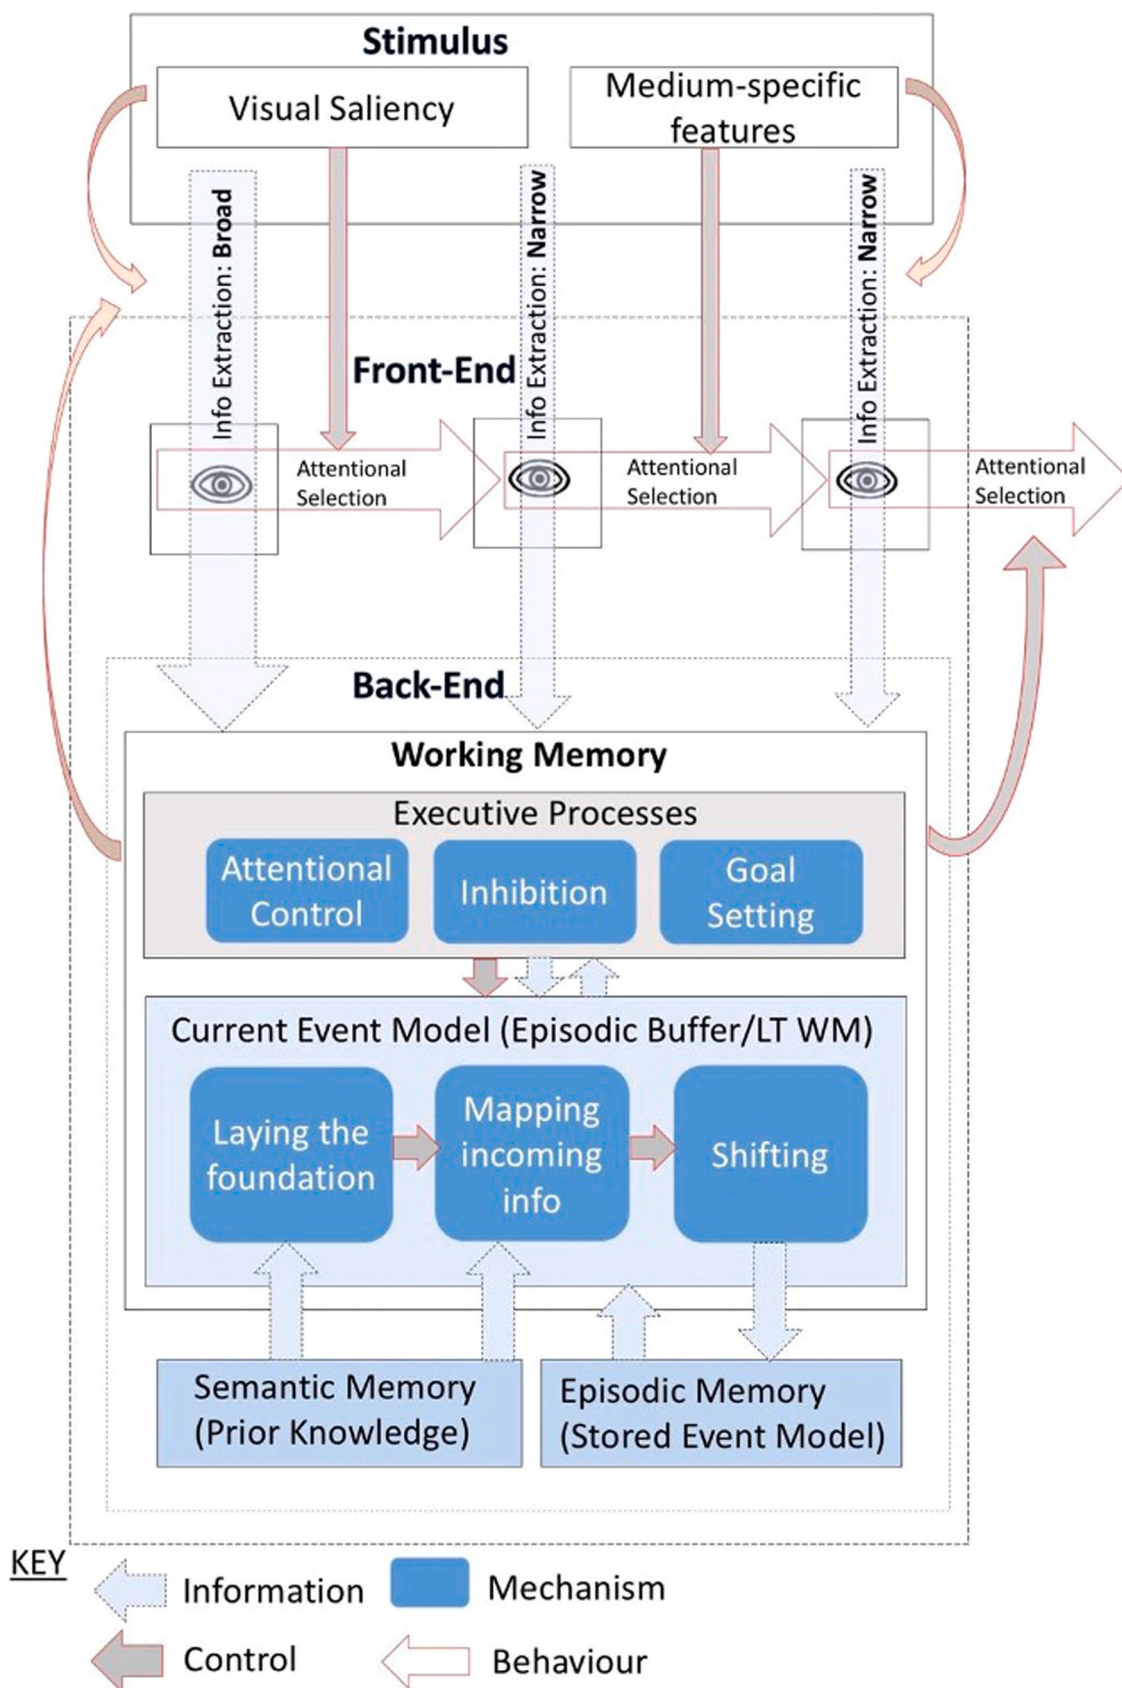 Stimulus
Visual Saliency
Medium-specific
features
Info Extraction: Broad
Info Extraction: Narrow
Info Extraction: Narrow
Front-End
Attentional
Selection
Attentional
Selection
Attentional
Selection
Back-End
Working Memory
Executive Processes
Attentional
Control
Inhibition
Goal
Setting
Current Event Model (Episodic Buffer/LT WM)
Laying the
foundation
Mapping
incoming
info
Shifting
Semantic Memory
(Prior Knowledge)
Episodic Memory
(Stored Event Model)
KEY
Information
Mechanism
Control
Behaviour